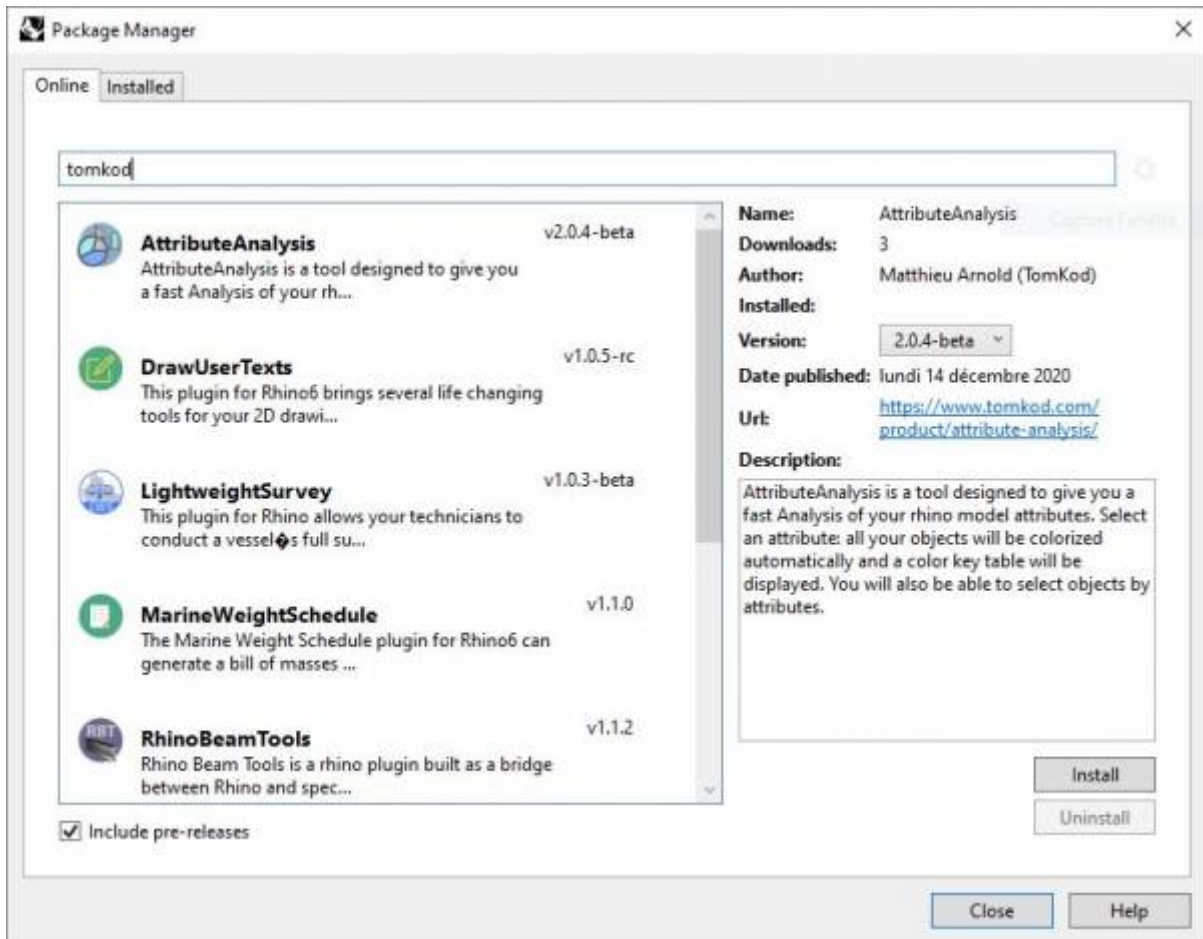 Package Manager
Online Installed
tomkod
AttributeAnalysis v2.0.4-beta
AttributeAnalysis is a tool designed to give you
a fast Analysis of your rh...
DrawUserTexts v1.0.5-rc
This plugin for Rhino6 brings several life changing
tools for your 2D drawi...
LightweightSurvey v1.0.3-beta
This plugin for Rhino allows your technicians to
conduct a vessel�s full su...
MarineWeightSchedule v1.1.0
The Marine Weight Schedule plugin for Rhino6 can
generate a bill of masses ...
RBT
RhinoBeamTools v1.1.2
Rhino Beam Tools is a rhino plugin built as a bridge
between Rhino and spec...
Include pre-releases
Name: AttributeAnalysis
Downloads: 3
Author: Matthieu Arnold (TomKod)
Installed:
Version: 2.0.4-beta
Date published: lundi 14 décembre 2020
Url: https://www.tomkod.com/
product/attribute-analysis/
Description:
AttributeAnalysis is a tool designed to give you a
fast Analysis of your rhino model attributes. Select
an attribute: all your objects will be colorized
automatically and a color key table will be
displayed. You will also be able to select objects by
attributes.
Install
Uninstall
Close Help